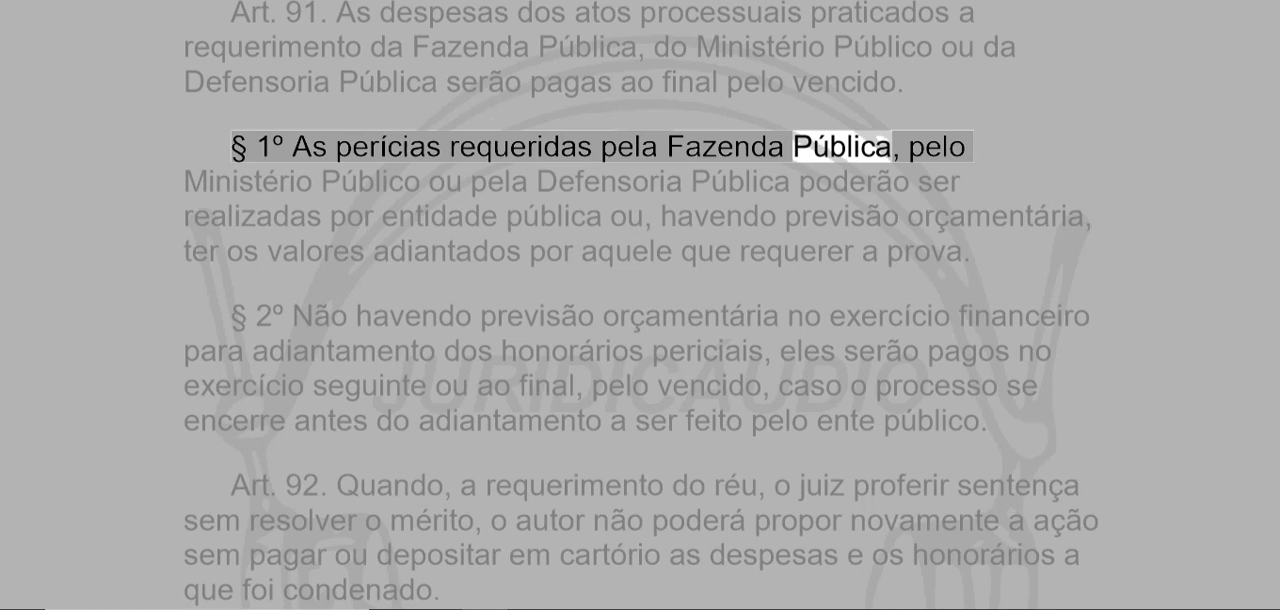 Art. 91. As despesas dos atos processuais praticados a
requerimento da Fazenda Pública, do Ministério Público ou da
Defensoria Pública serão pagas ao final pelo vencido.
§ 1º As perícias requeridas pela Fazenda Pública, pelo
Ministério Público ou pela Defensoria Pública poderão ser
realizadas por entidade pública ou, havendo previsão orçamentária,
ter os valores adiantados por aquele que requerer a prova.
§ 2º Não havendo previsão orçamentária no exercício financeiro
para adiantamento dos honorários periciais, eles serão pagos no
exercício seguinte ou ao final, pelo vencido, caso o processo se
encerre antes do adiantamento a ser feito pelo ente público.
JURIDICÁUDIO
Art. 92. Quando, a requerimento do réu, o juiz proferir sentença
sem resolver o mérito, o autor não poderá propor novamente a ação
sem pagar ou depositar em cartório as despesas e os honorários a
que foi condenado.